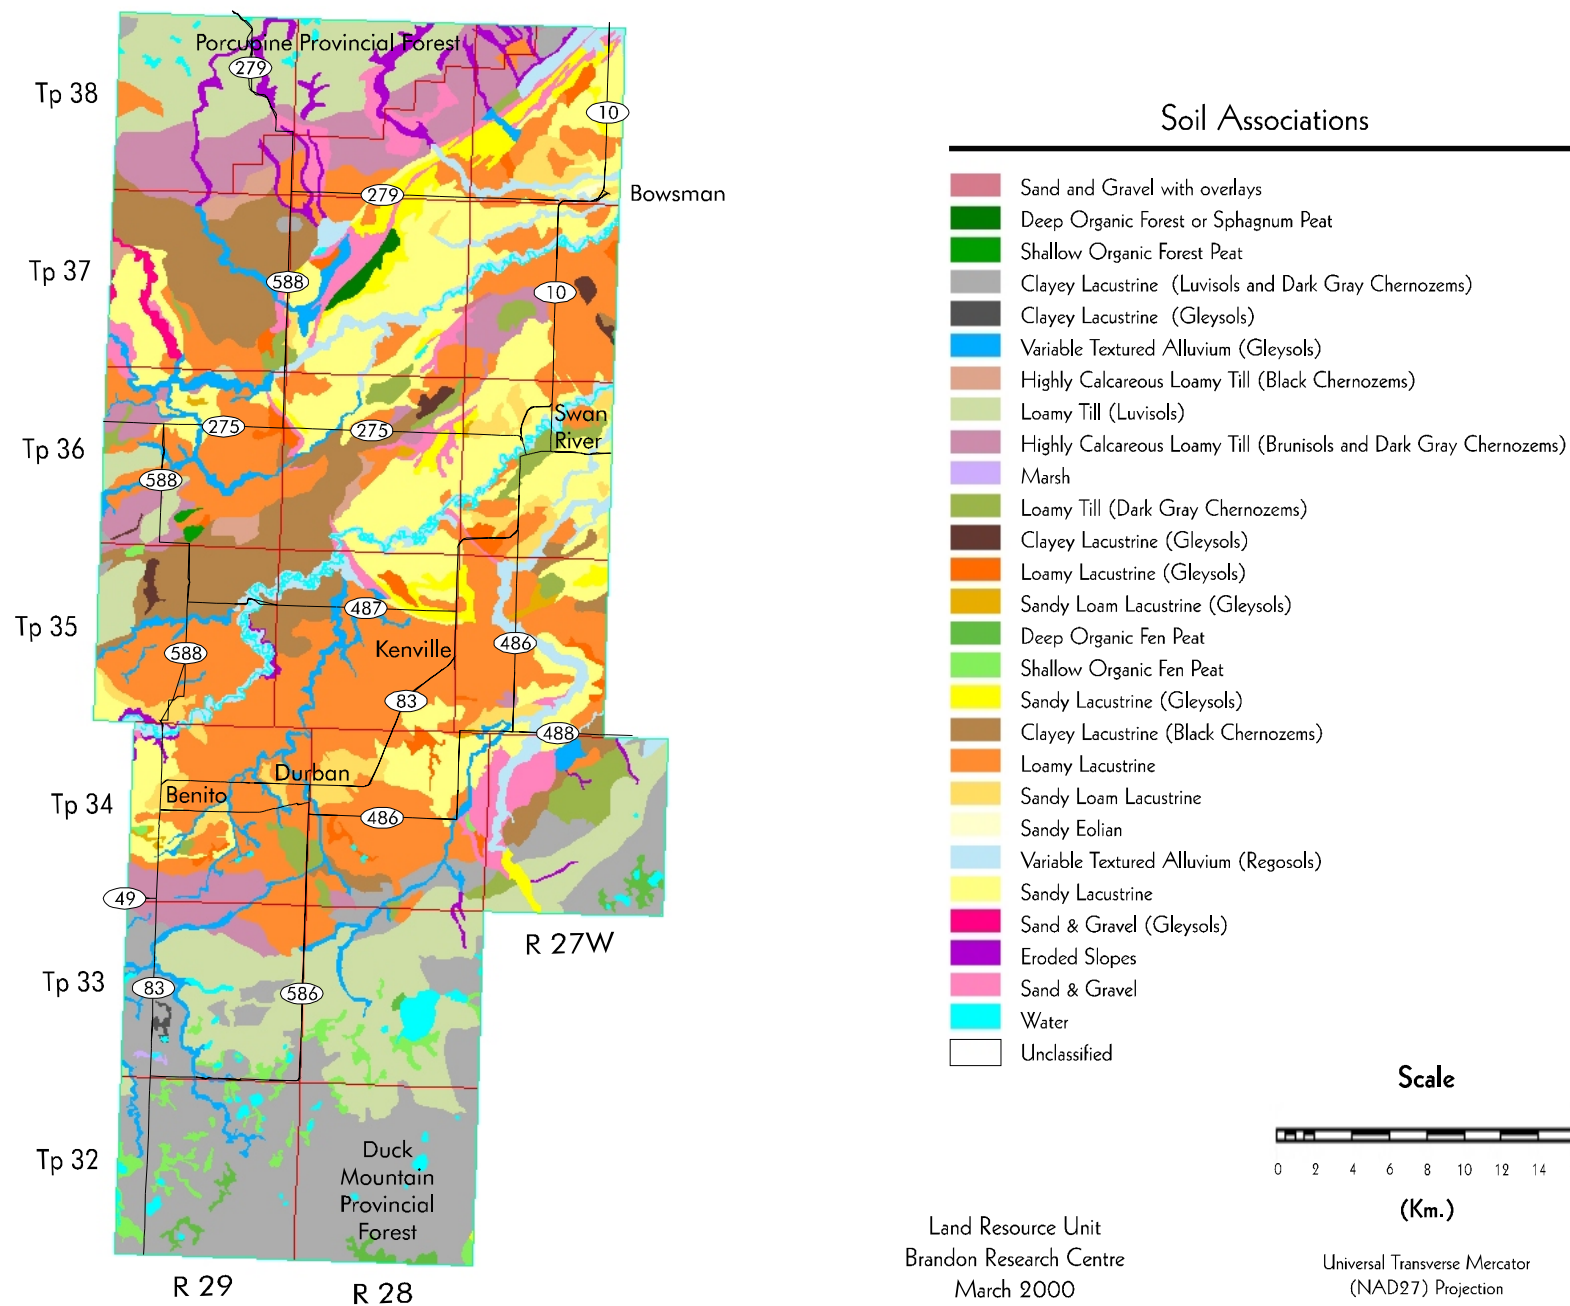 Porcupine Provincial Forest
279
Tp 38
10
279
Bowsman
Tp 37
588
10
Swan
River
275
275
Tp 36
588
487
Tp 35
Kenville
486
588
83
488
Durban
Benito
Tp 34
486
49
R 27W
Tp 33
83
586
Duck
Mountain
Provincial
Forest
Tp 32
R 29
R 28
Soil Associations
Sand and Gravel with overlays
Deep Organic Forest or Sphagnum Peat
Shallow Organic Forest Peat
Clayey Lacustrine (Luvisols and Dark Gray Chernozems)
Clayey Lacustrine (Gleysols)
Variable Textured Alluvium (Gleysols)
Highly Calcareous Loamy Till (Black Chernozems)
Loamy Till (Luvisols)
Highly Calcareous Loamy Till (Brunisols and Dark Gray Chernozems)
Marsh
Loamy Till (Dark Gray Chernozems)
Clayey Lacustrine (Gleysols)
Loamy Lacustrine (Gleysols)
Sandy Loam Lacustrine (Gleysols)
Deep Organic Fen Peat
Shallow Organic Fen Peat
Sandy Lacustrine (Gleysols)
Clayey Lacustrine (Black Chernozems)
Loamy Lacustrine
Sandy Loam Lacustrine
Sandy Eolian
Variable Textured Alluvium (Regosols)
Sandy Lacustrine
Sand & Gravel (Gleysols)
Eroded Slopes
Sand & Gravel
Water
Unclassified
Scale
0 2 4 6 8 10 12 14
(Km.)
Land Resource Unit
Brandon Research Centre
March 2000
Universal Transverse Mercator
(NAD27) Projection